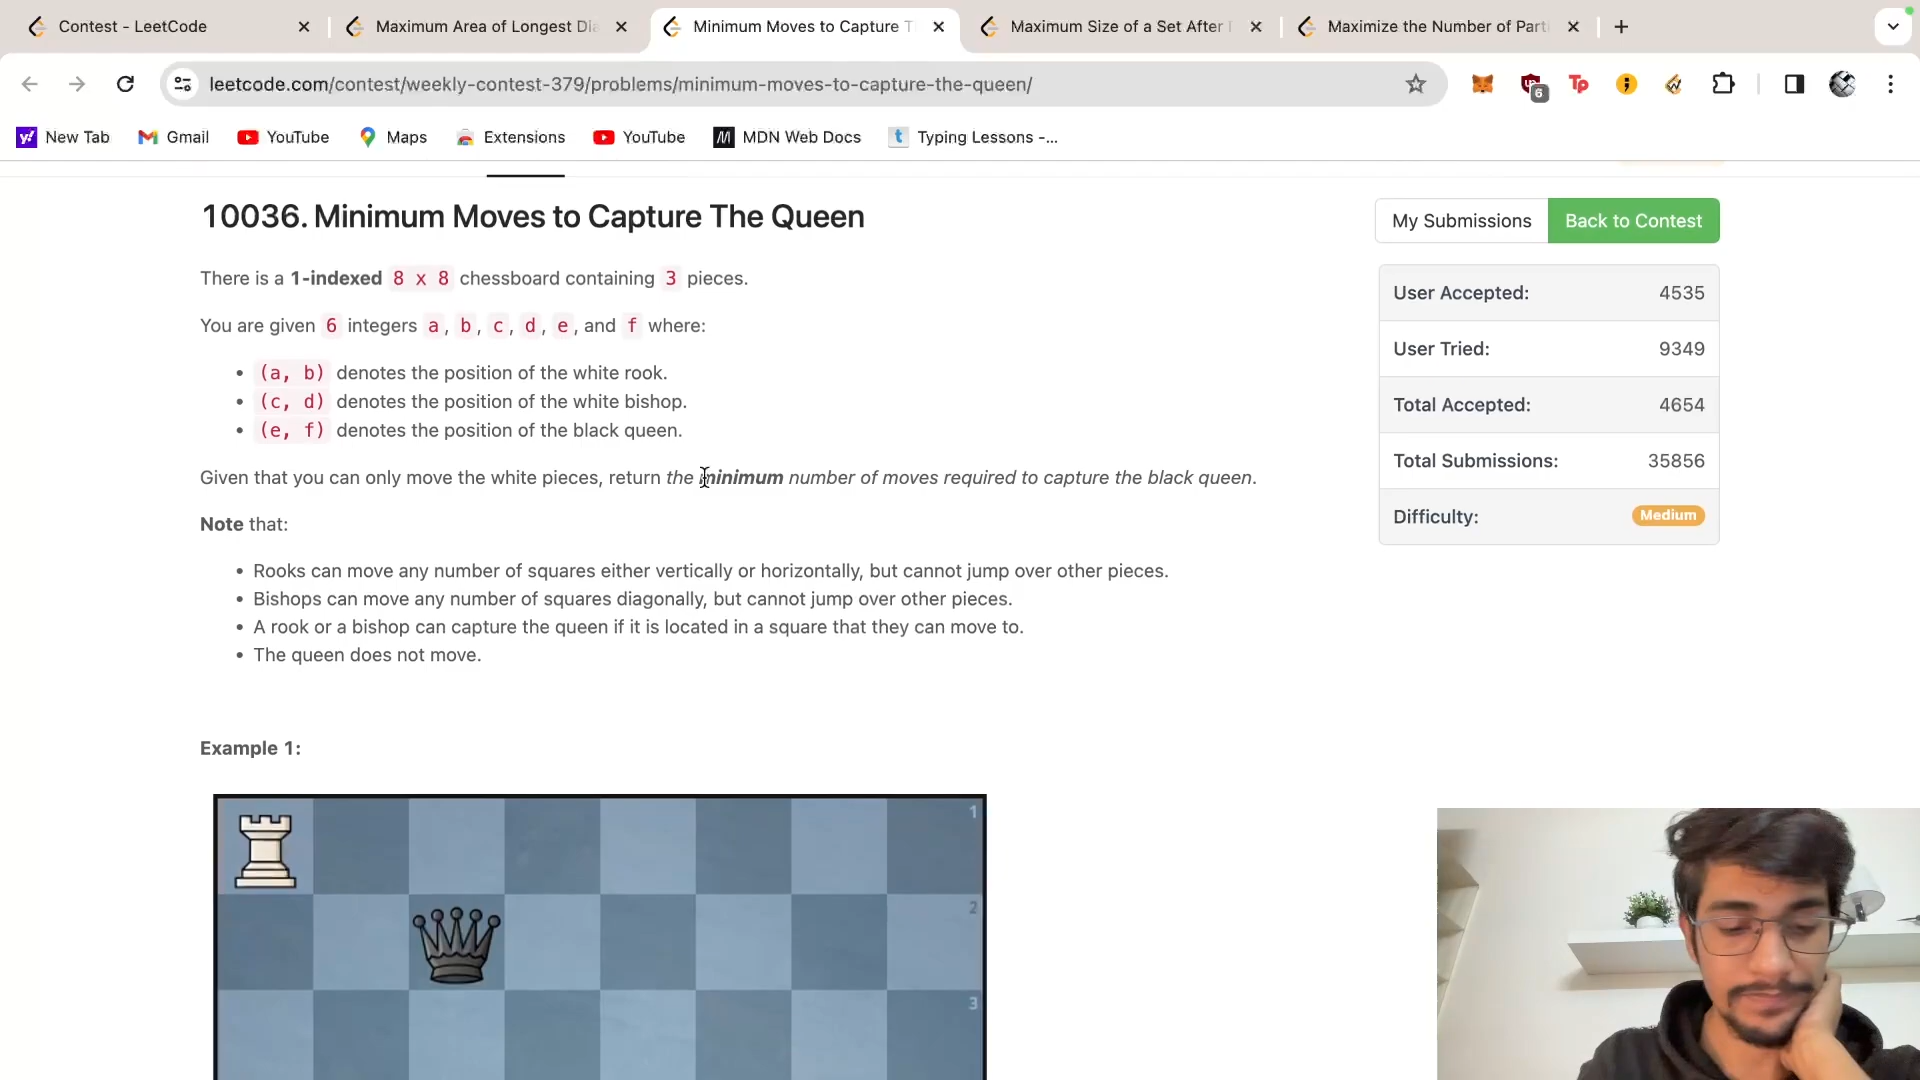 Contest - LeetCode
Maximum Area of Longest Dia
Minimum Moves to Capture T
Maximum Size of a Set After
Maximize the Number of Part
leetcode.com/contest/weekly-contest-379/problems/minimum-moves-to-capture-the-queen/
6
Tp
New Tab
Gmail
YouTube
Maps
Extensions
YouTube
MDN Web Docs
Typing Lessons -...
10036. Minimum Moves to Capture The Queen
My Submissions
Back to Contest
There is a 1-indexed 8 x 8 chessboard containing 3 pieces.
You are given 6 integers a, b, c, d, e, and f where:
• (a, b) denotes the position of the white rook.
• (c, d) denotes the position of the white bishop.
• (e, f) denotes the position of the black queen.
Given that you can only move the white pieces, return the minimum number of moves required to capture the black queen.
Note that:
• Rooks can move any number of squares either vertically or horizontally, but cannot jump over other pieces.
• Bishops can move any number of squares diagonally, but cannot jump over other pieces.
• A rook or a bishop can capture the queen if it is located in a square that they can move to.
• The queen does not move.
User Accepted: 4535
User Tried: 9349
Total Accepted: 4654
Total Submissions: 35856
Difficulty: Medium
Example 1:
1
2
3